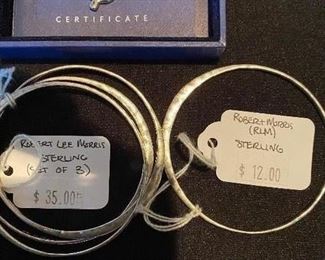 CERTIFICATE
ROBERT LEE MORRIS
STERLING
(SET OF 3)
$ 35.00
ROBERT MORRIS
(RLM)
STERLING
$ 12.00